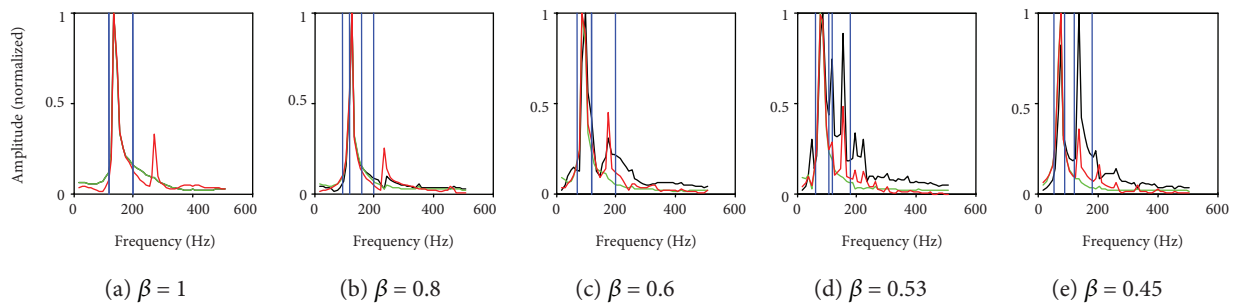 Amplitude (normalized)
1
0.5
0
0 200 400 600
Frequency (Hz)
(a) β = 1
1
0.5
0
0 200 400 600
Frequency (Hz)
(b) β = 0.8
1
0.5
0
0 200 400 600
Frequency (Hz)
(c) β = 0.6
1
0.5
0
0 200 400 600
Frequency (Hz)
(d) β = 0.53
1
0.5
0
0 200 400 600
Frequency (Hz)
(e) β = 0.45